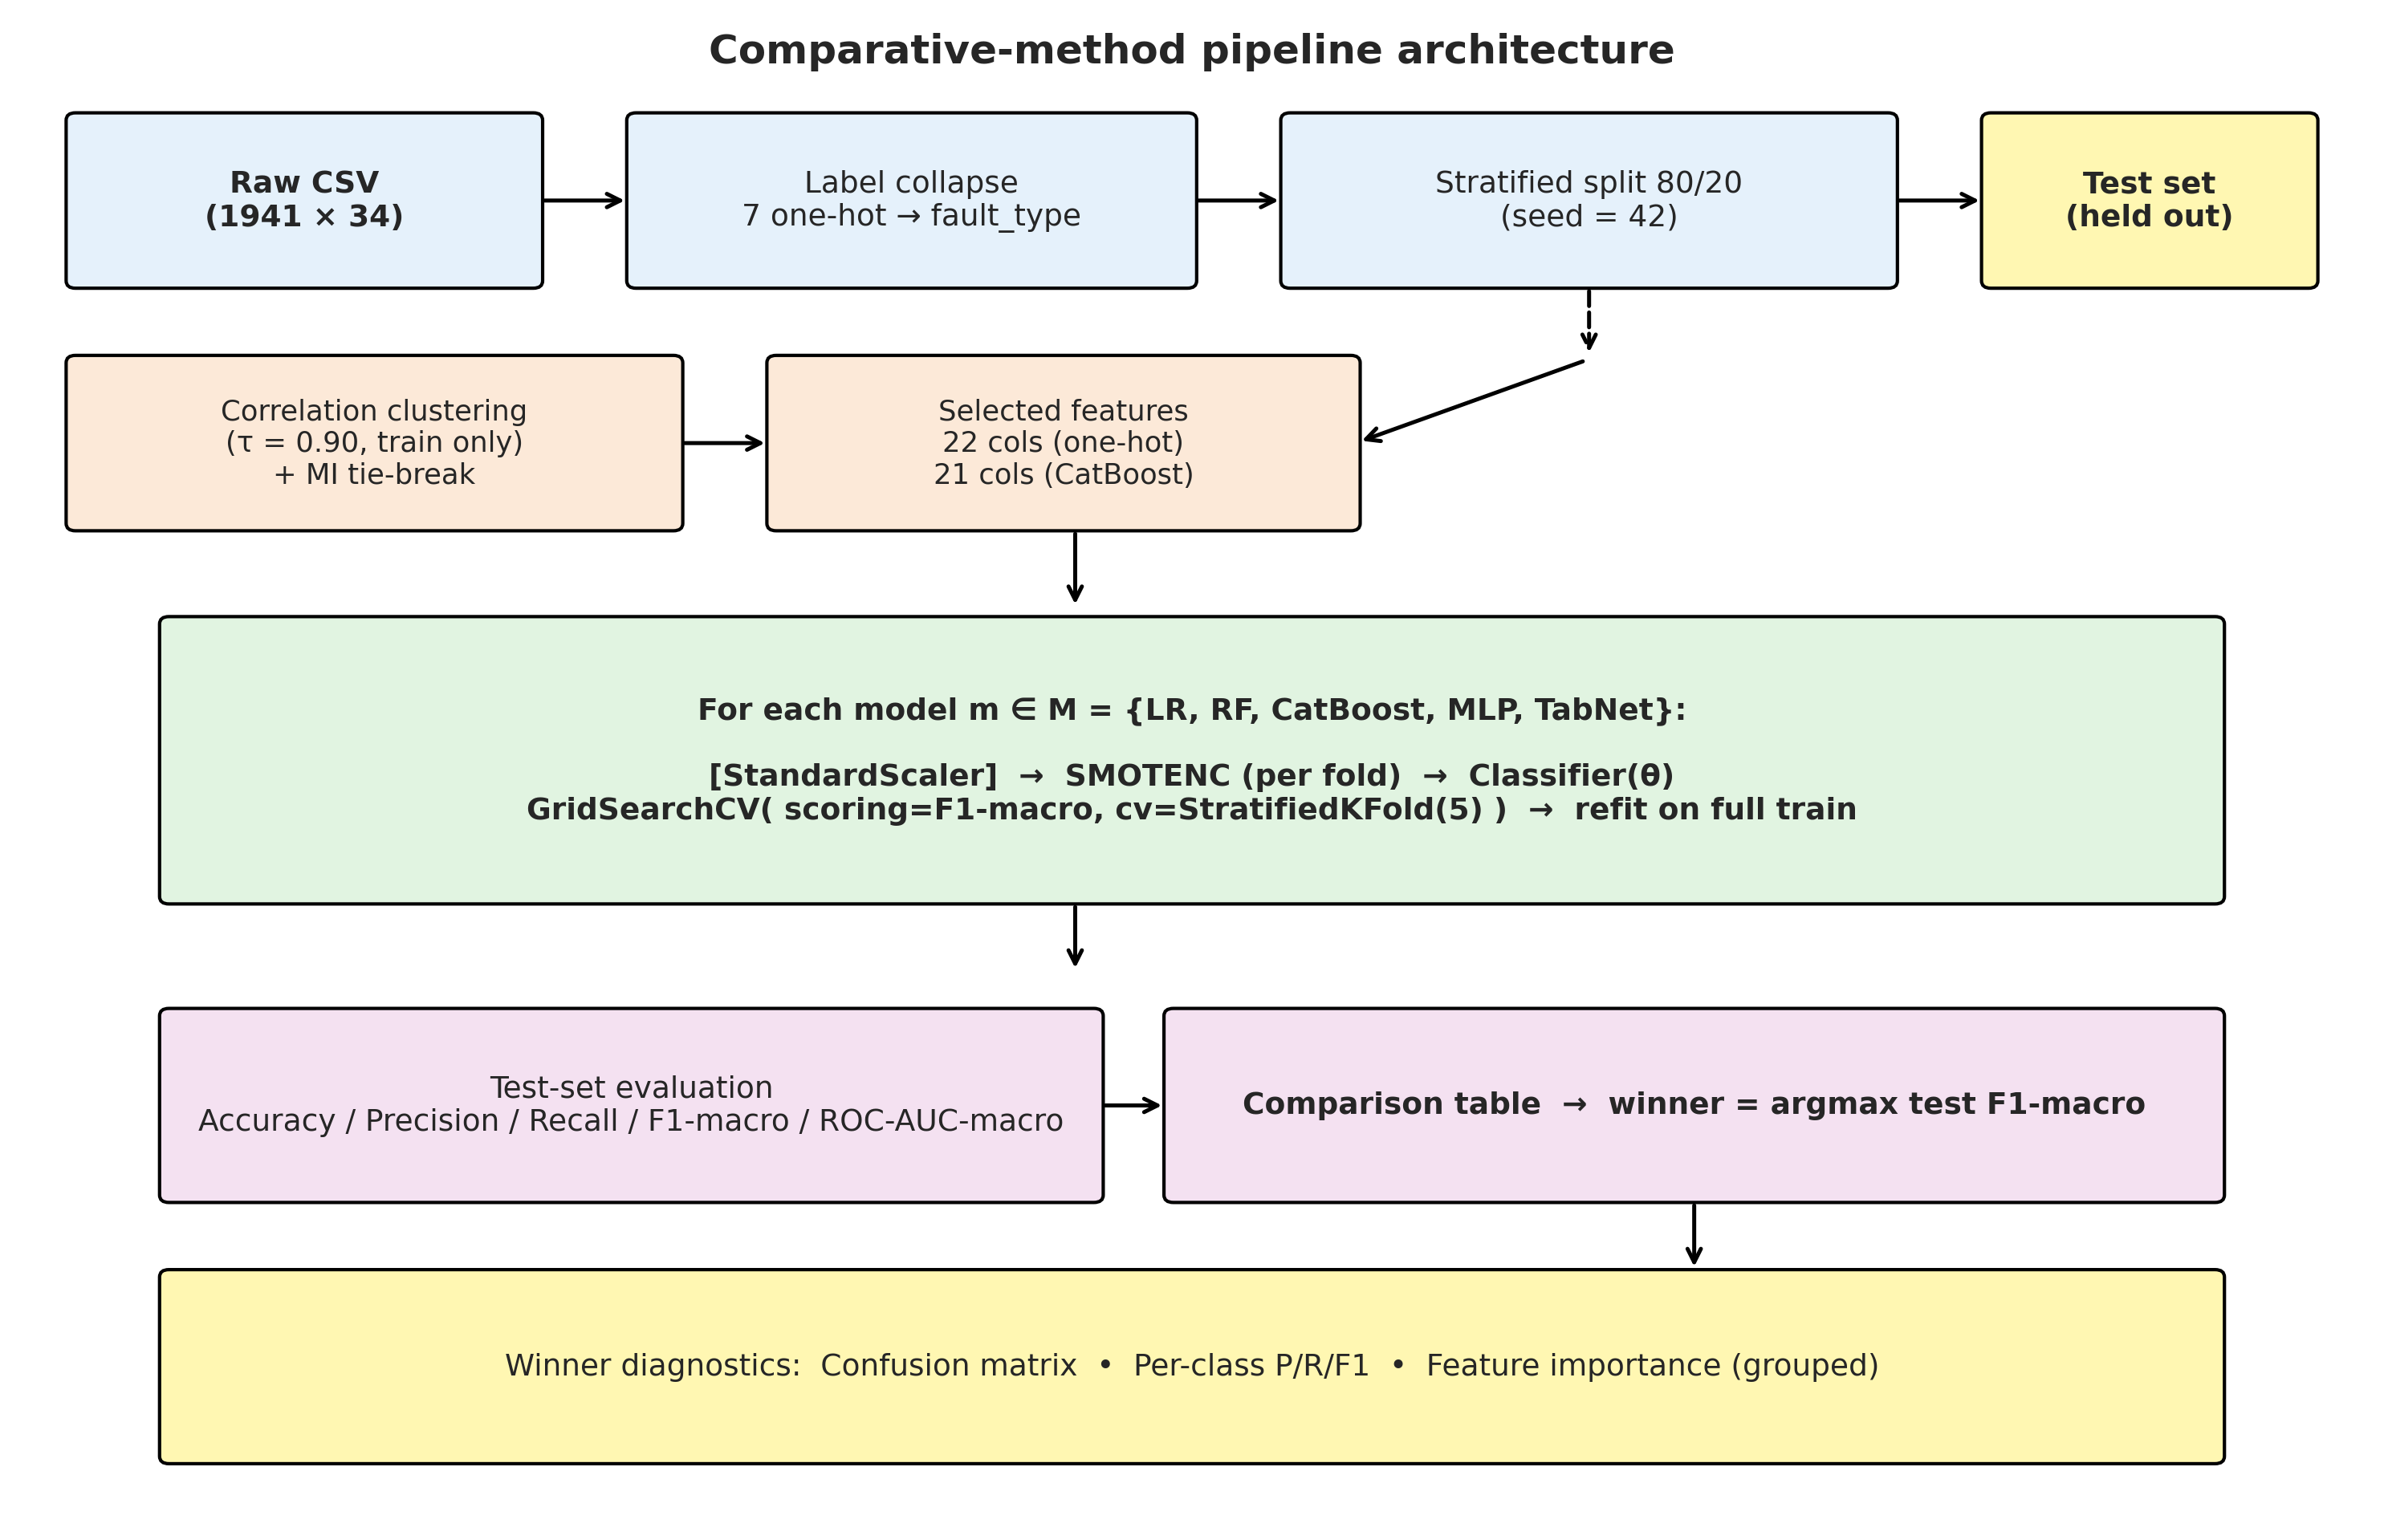 Comparative-method pipeline architecture
Raw CSV
(1941 × 34)
Label collapse
7 one-hot → fault_type
Stratified split 80/20
(seed = 42)
Test set
(held out)
Correlation clustering
(τ = 0.90, train only)
+ MI tie-break
Selected features
22 cols (one-hot)
21 cols (CatBoost)
For each model m ∈ M = {LR, RF, CatBoost, MLP, TabNet}:
[StandardScaler] → SMOTENC (per fold) → Classifier(θ)
GridSearchCV( scoring=F1-macro, cv=StratifiedKFold(5) ) → refit on full train
Test-set evaluation
Accuracy / Precision / Recall / F1-macro / ROC-AUC-macro
Comparison table → winner = argmax test F1-macro
Winner diagnostics: Confusion matrix • Per-class P/R/F1 • Feature importance (grouped)